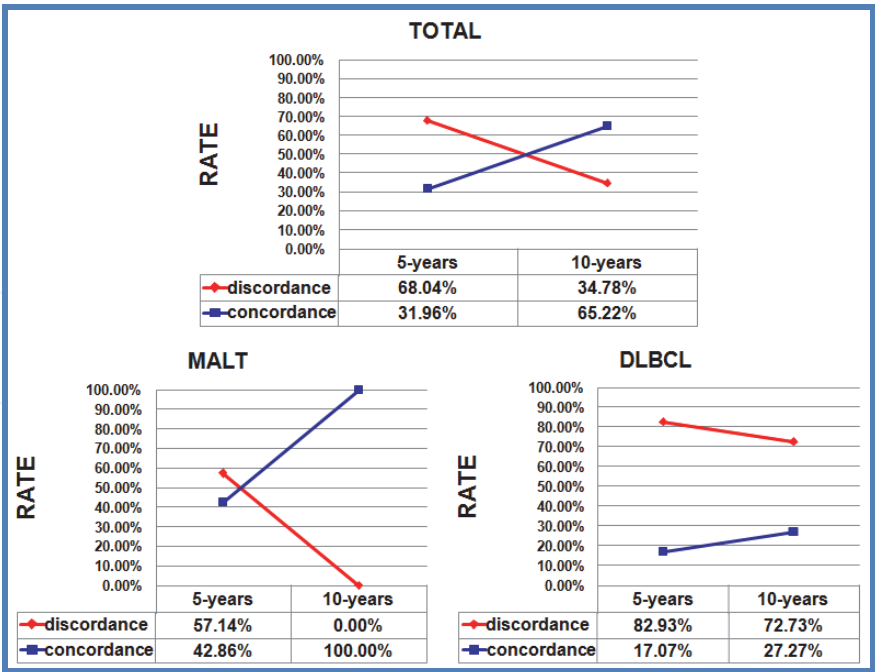 TOTAL
RATE
100.00%
90.00%
80.00%
70.00%
60.00%
50.00%
40.00%
30.00%
20.00%
10.00%
0.00%
5-years 10-years
discordance 68.04% 34.78%
concordance 31.96% 65.22%
MALT
RATE
100.00%
90.00%
80.00%
70.00%
60.00%
50.00%
40.00%
30.00%
20.00%
10.00%
0.00%
5-years 10-years
discordance 57.14% 0.00%
concordance 42.86% 100.00%
DLBCL
RATE
100.00%
90.00%
80.00%
70.00%
60.00%
50.00%
40.00%
30.00%
20.00%
10.00%
0.00%
5-years 10-years
discordance 82.93% 72.73%
concordance 17.07% 27.27%